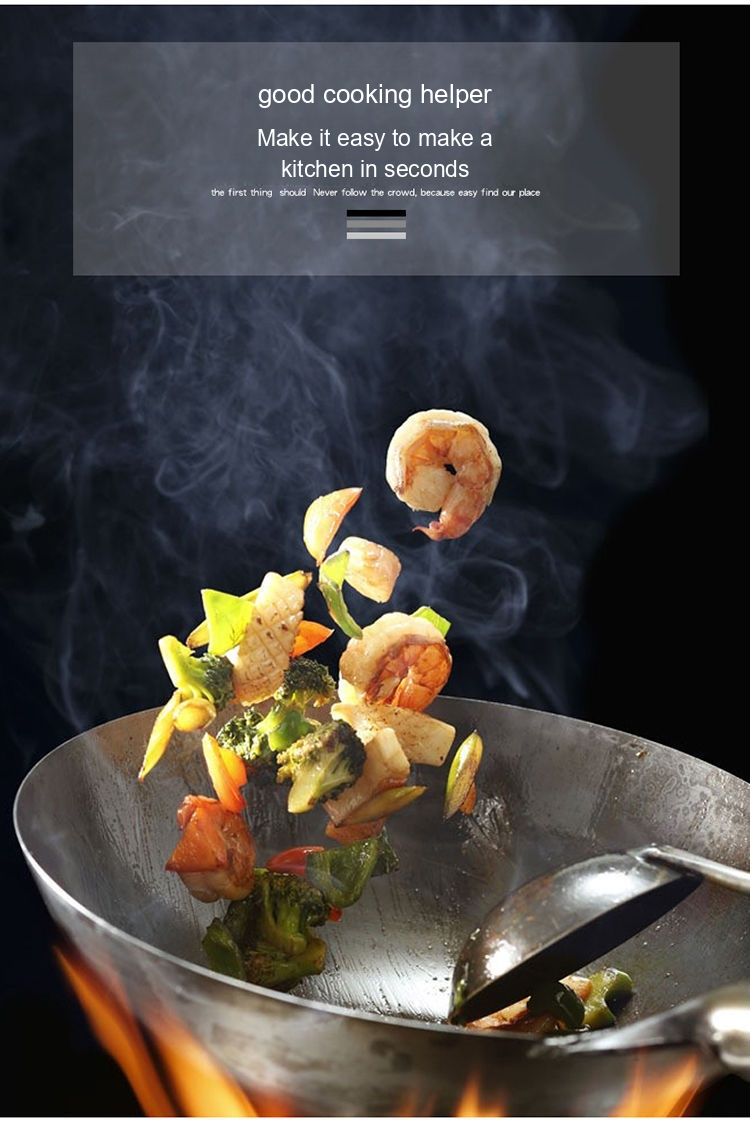 good cooking helper
Make it easy to make a
kitchen in seconds
the first thing should Never follow the crowd, because easy find our place